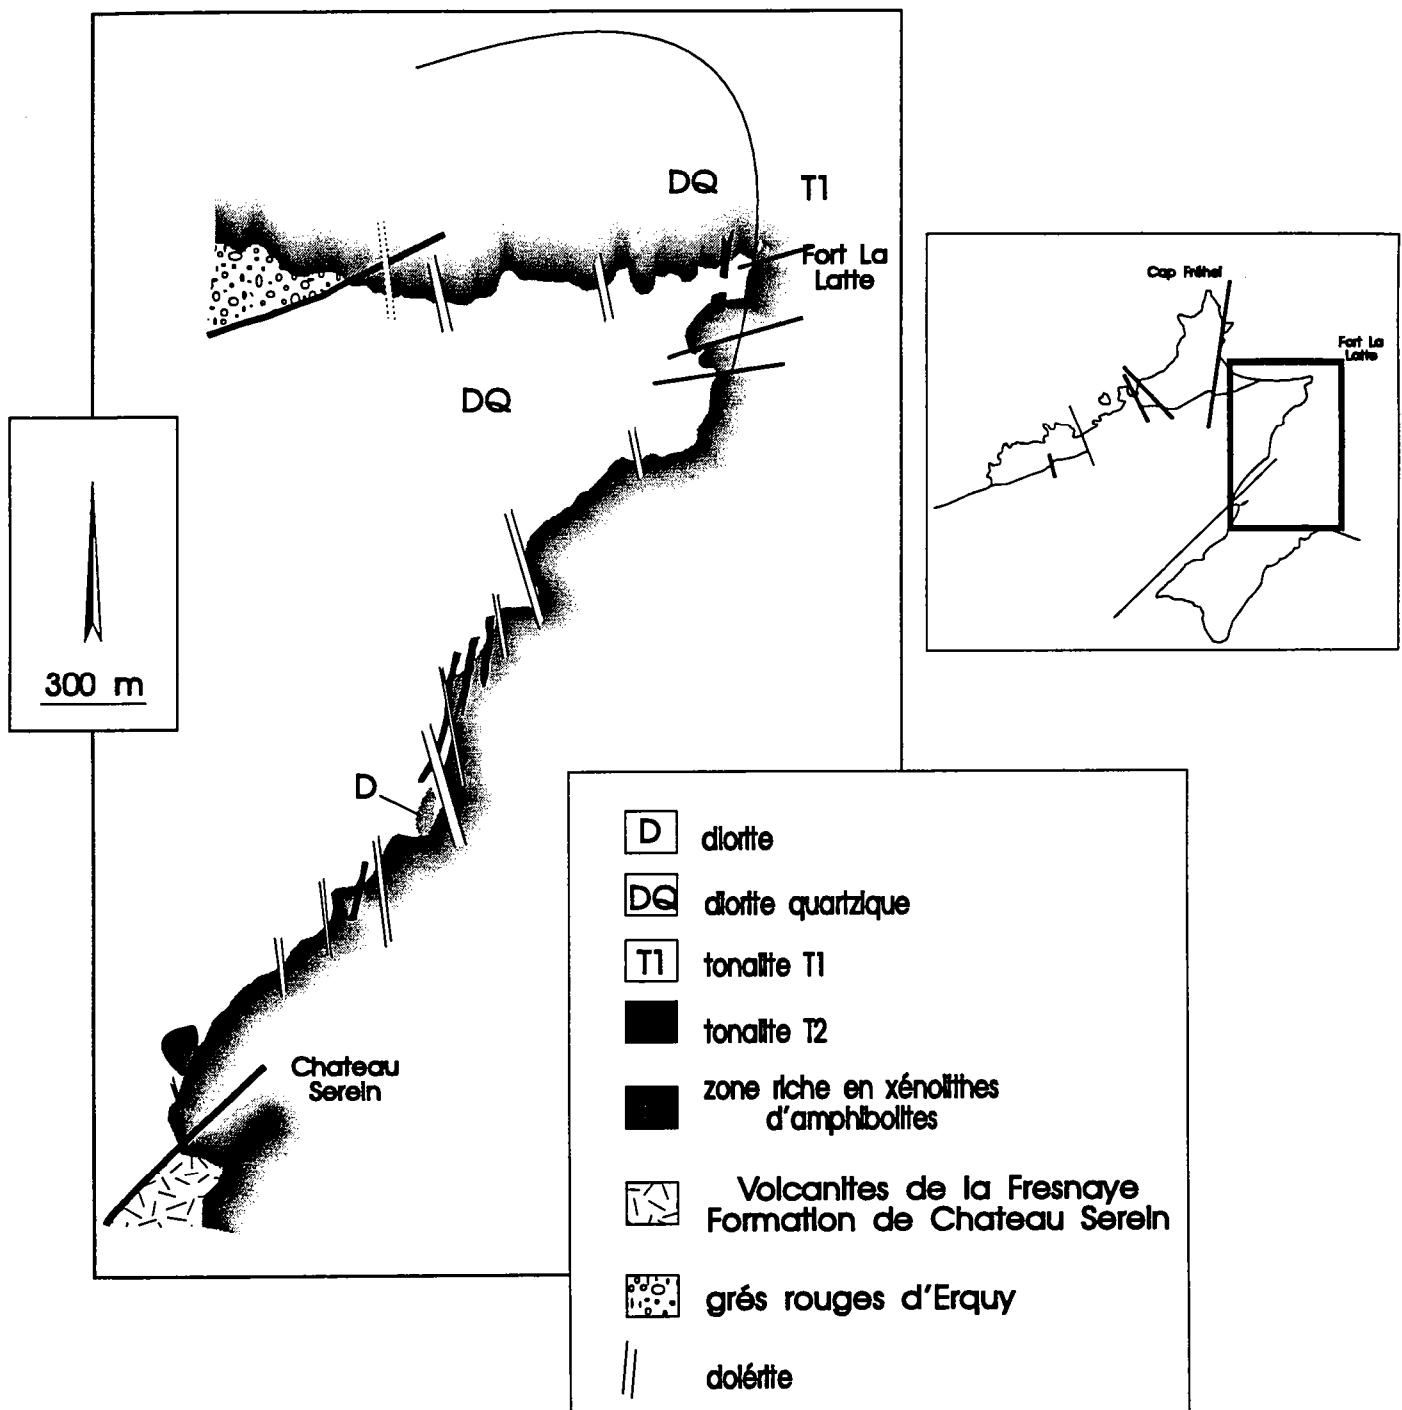 DQ
T1
Fort La
Latte
DQ
300 m
D
Chateau
Serein
Cap Fréhel
Fort La
Latte
D diorite
DQ diorite quartzique
T1 tonalite T1
tonalite T2
zone riche en xénolithes
d'amphibolites
Volcanites de la Fresnaye
Formation de Chateau Serein
grés rouges d'Erquy
dolérite